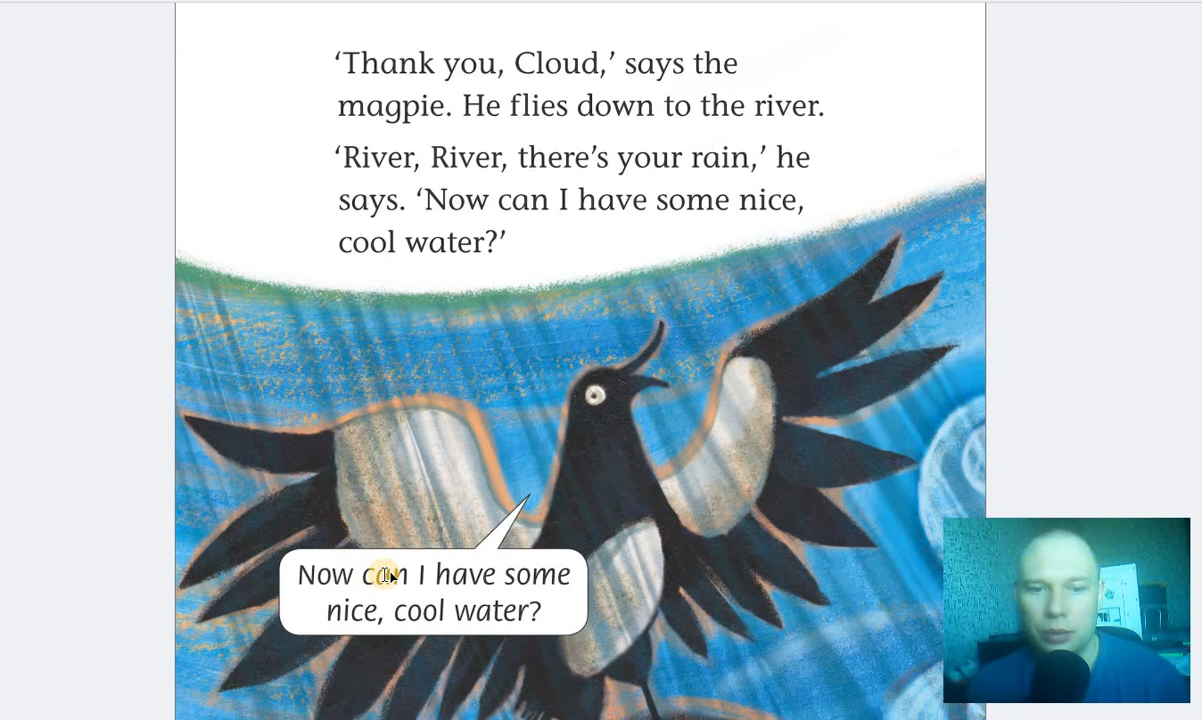 ‘Thank you, Cloud,’ says the
magpie. He flies down to the river.
‘River, River, there’s your rain,’ he
says. ‘Now can I have some nice,
cool water?’
Now can I have some
nice, cool water?